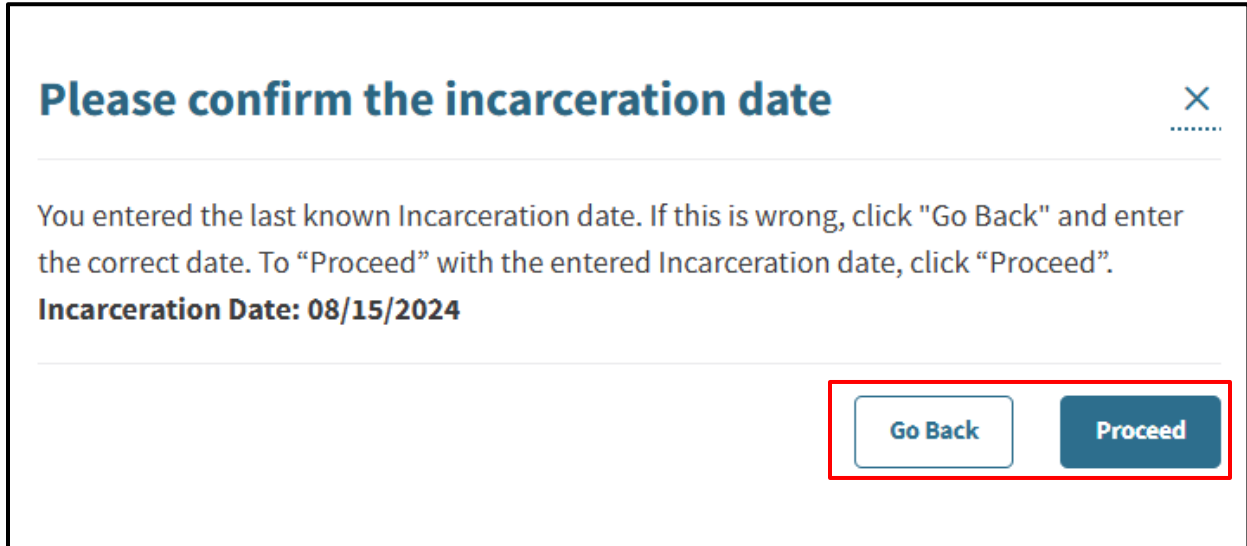 Please confirm the incarceration date
You entered the last known Incarceration date. If this is wrong, click "Go Back" and enter
the correct date. To “Proceed” with the entered Incarceration date, click “Proceed”.
Incarceration Date: 08/15/2024
Go Back
Proceed